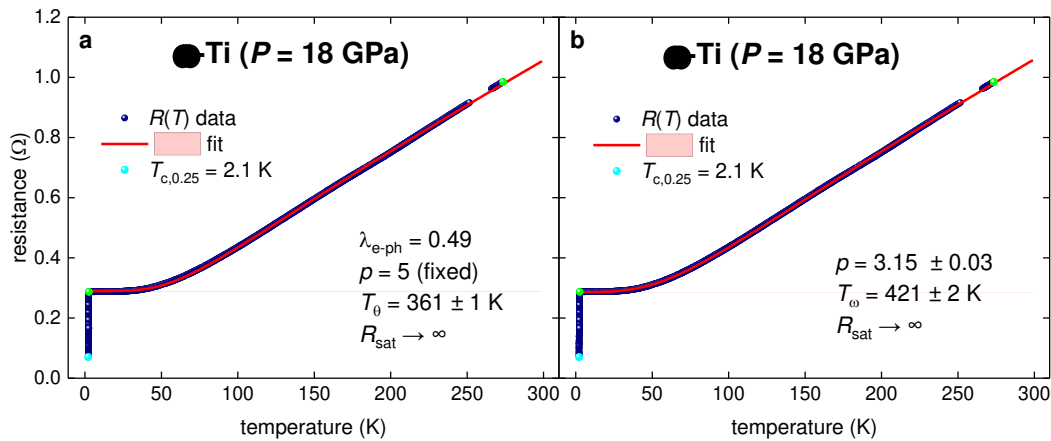 a
-Ti (P = 18 GPa)
R(T) data
fit
Tc,0.25 = 2.1 K
λe-ph = 0.49
p = 5 (fixed)
Tθ = 361 ± 1 K
Rsat → ∞
resistance (Ω)
0.0
0.2
0.4
0.6
0.8
1.0
1.2
0 50 100 150 200 250 300
temperature (K)
b
-Ti (P = 18 GPa)
R(T) data
fit
Tc,0.25 = 2.1 K
p = 3.15 ± 0.03
Tω = 421 ± 2 K
Rsat → ∞
0 50 100 150 200 250 300
temperature (K)